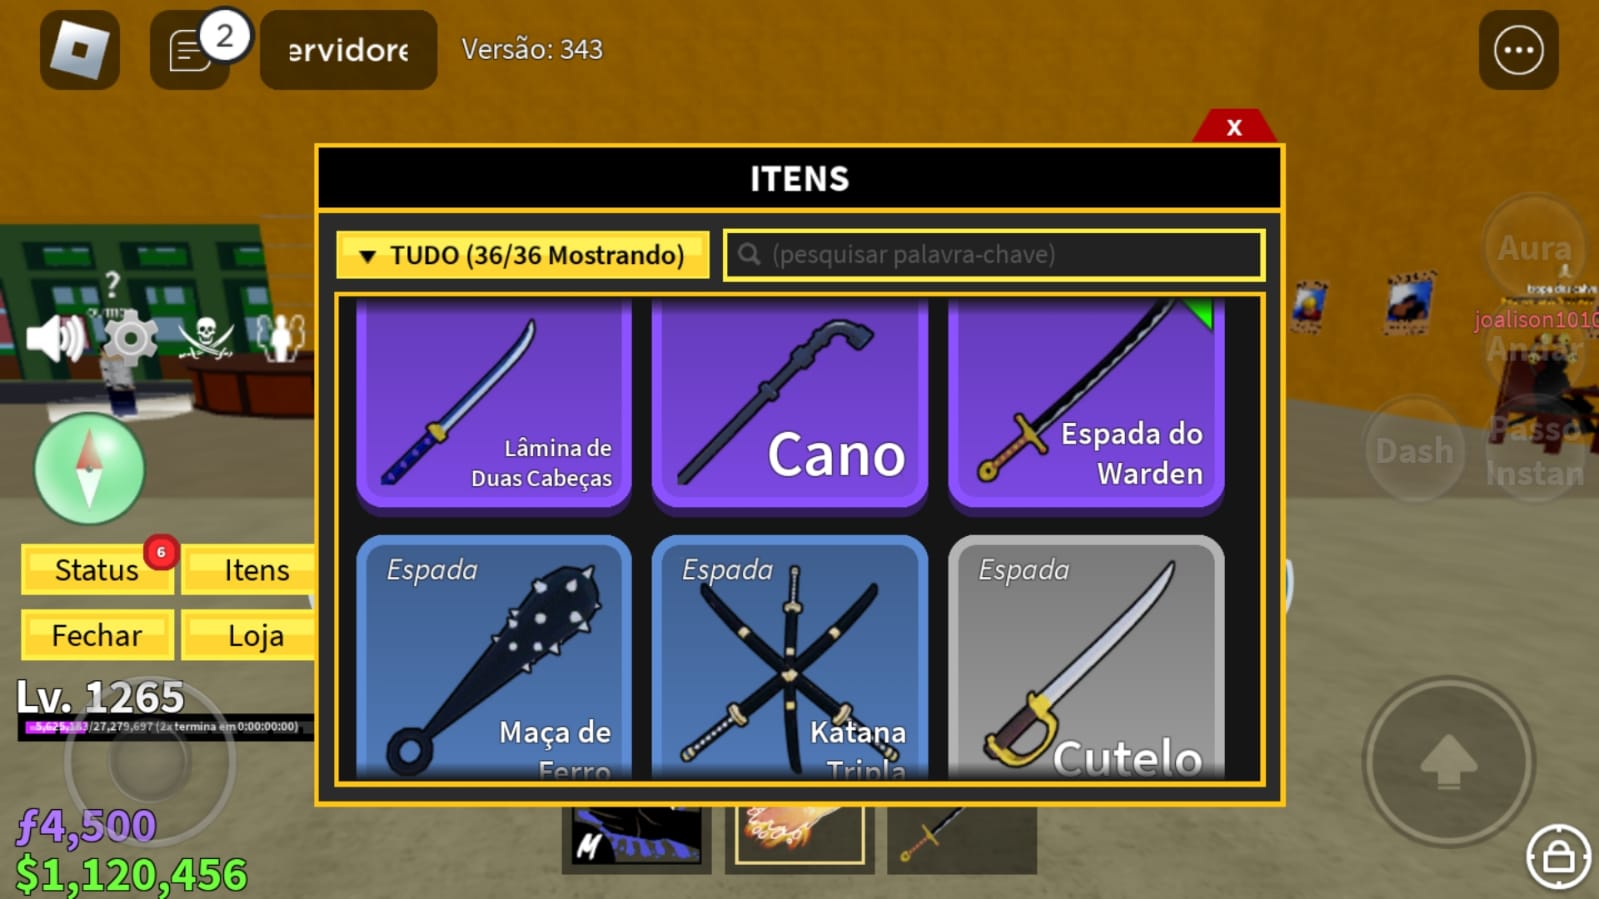 2
ervidore
Versão: 343
X
ITENS
▼ TUDO (36/36 Mostrando)
(pesquisar palavra-chave)
Aura
?
joalison1010
Andar
Lâmina de
Duas Cabeças
Cano
Espada do
Warden
Dash
Passo
Instan
Status
6
Itens
Fechar
Loja
Espada
Maça de
Ferro
Espada
Katana
Tripla
Espada
Cutelo
Lv. 1265
5,625,183/27,279,697 (2x termina em 0:00:00:00)
ƒ4,500
$1,120,456
M